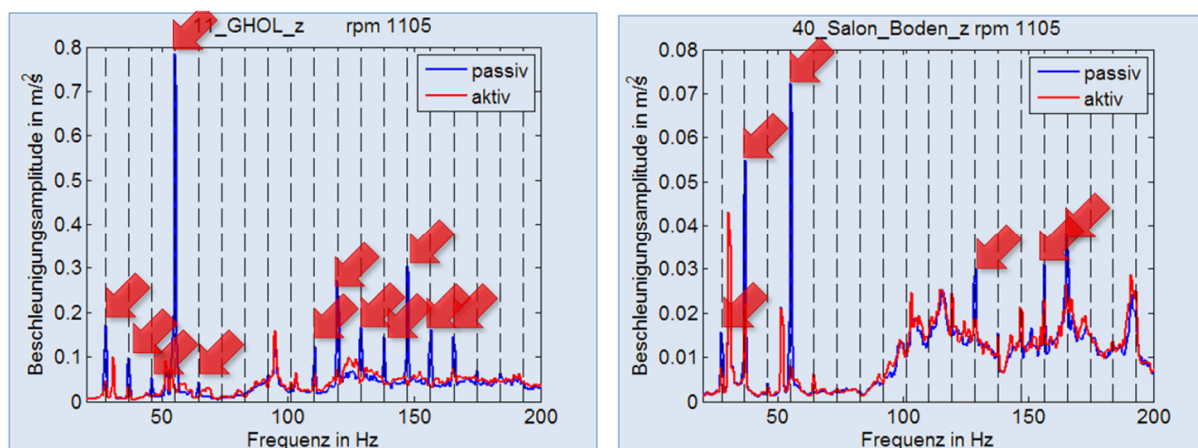 11_GHOL_z rpm 1105
Beschleunigungsamplitude in m/s²
0.8
0.7
0.6
0.5
0.4
0.3
0.2
0.1
0
passiv
aktiv
50
100
150
200
Frequenz in Hz
40_Salon_Boden_z rpm 1105
Beschleunigungsamplitude in m/s²
0.08
0.07
0.06
0.05
0.04
0.03
0.02
0.01
0
passiv
aktiv
50
100
150
200
Frequenz in Hz